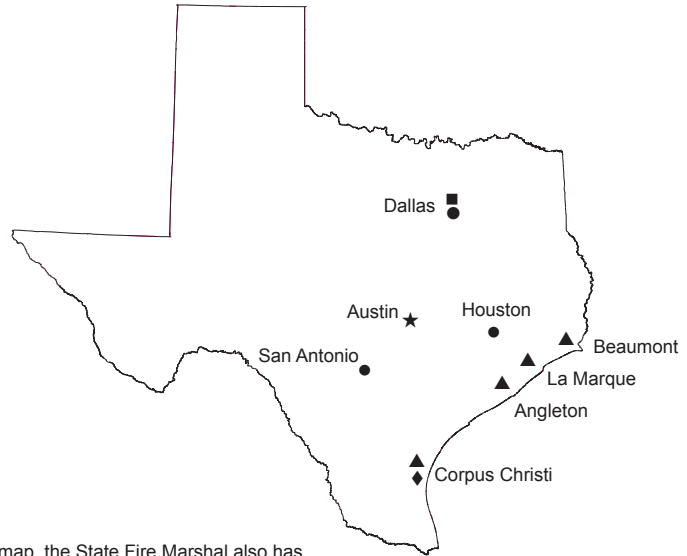 Dallas
Austin
Houston
San Antonio
Beaumont
La Marque
Angleton
Corpus Christi
map, the State Fire Marshal also has